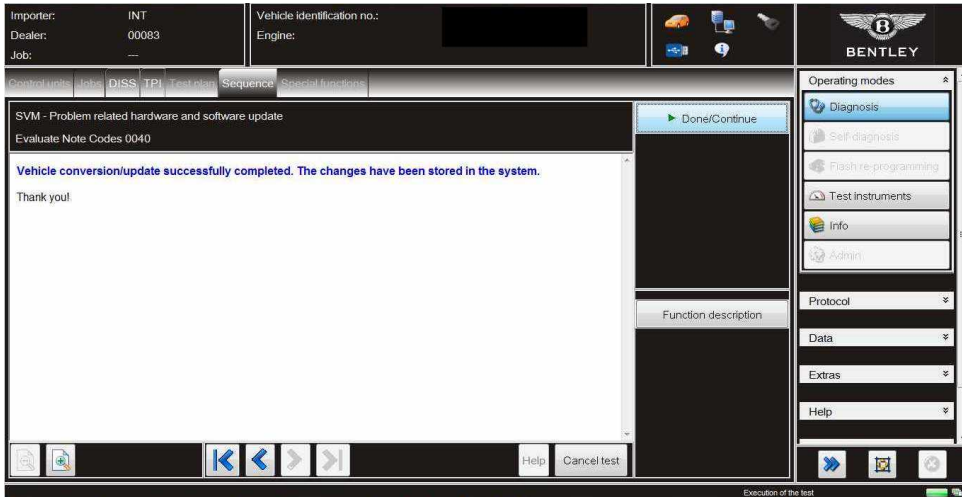 Importer: INT
Dealer: 00083
Job: ---
Vehicle identification no.:
Engine:
B
BENTLEY
Control units Jobs DISS TPI Test plan Sequence Special functions
SVM - Problem related hardware and software update
Evaluate Note Codes 0040
Vehicle conversion/update successfully completed. The changes have been stored in the system.
Thank you!
Done/Continue
Function description
Help
Cancel test
Operating modes
Diagnosis
Self-diagnosis
Flash re-programming
Test Instruments
Info
Admin
Protocol
Data
Extras
Help
Execution of the test